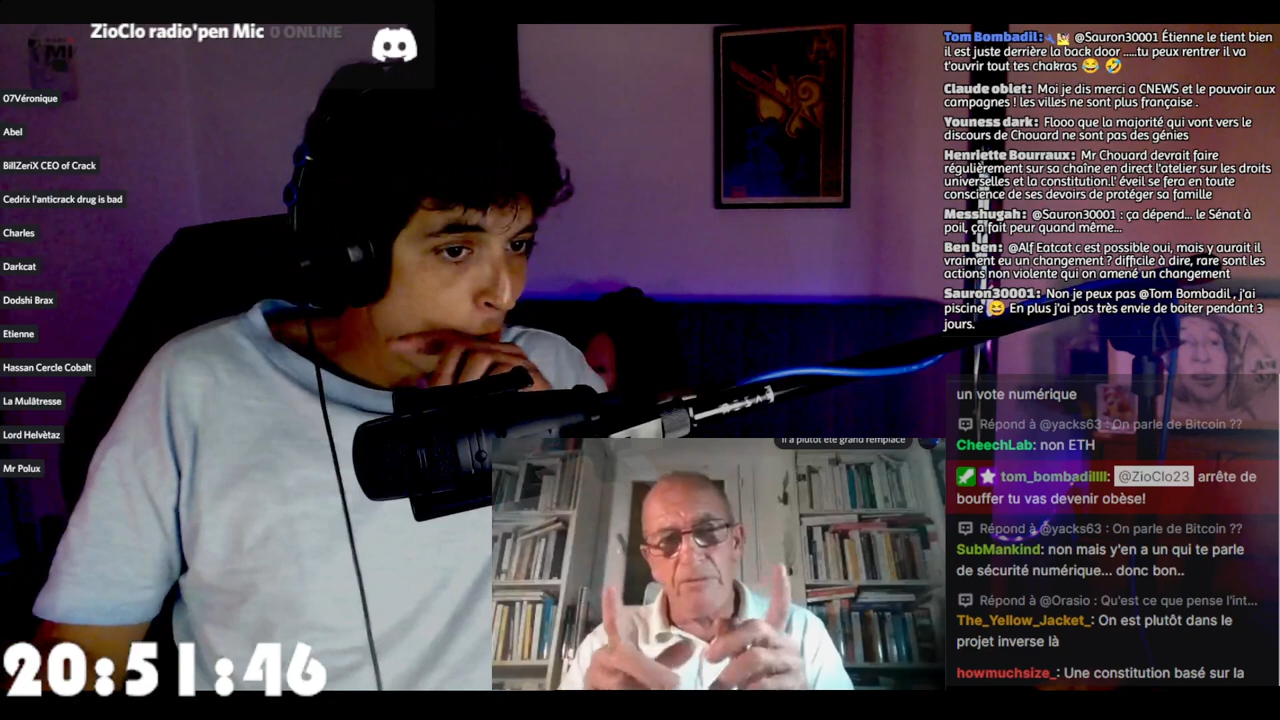 ZioClo radio'pen Mic 0 ONLINE
07Véronique
Abel
BillZeriX CEO of Crack
Cedrix l'anticrack drug is bad
Charles
Darkcat
Dodshi Brax
Etienne
Hassan Cercle Cobalt
La Mulâtresse
Lord Helvètaz
Mr Polux
20:51:46
Il a plutôt été grand remplacé
Tom Bombadil: @Sauron30001 Étienne le tient bien
il est juste derrière la back door .....tu peux rentrer il va
t'ouvrir tout tes chakras 😂 🤣
Claude oblet: Moi je dis merci a CNEWS et le pouvoir aux
campagnes ! les villes ne sont plus française .
Youness dark: Flooo que la majorité qui vont vers le
discours de Chouard ne sont pas des génies
Henriette Bourraux: Mr Chouard devrait faire
régulièrement sur sa chaîne en direct l'atelier sur les droits
universelles et la constitution.l' éveil se fera en toute
conscience de ses devoirs de protéger sa famille
Messhugah: @Sauron30001 : ça dépend... le Sénat à
poil, ça fait peur quand même...
Ben ben: @Alf Eatcat c est possible oui, mais y aurait il
vraiment eu un changement ? difficile à dire, rare sont les
actions non violente qui on amené un changement
Sauron30001: Non je peux pas @Tom Bombadil , j'ai
piscine 😆 En plus j'ai pas très envie de boiter pendant 3
jours.
un vote numérique
Répond à @yacks63 : On parle de Bitcoin ??
CheechLab: non ETH
tom_bombadillll: @ZioClo23 arrête de
bouffer tu vas devenir obèse!
Répond à @yacks63 : On parle de Bitcoin ??
SubMankind: non mais y'en a un qui te parle
de sécurité numérique... donc bon..
Répond à @Orasio : Qu'est ce que pense l'int...
The_Yellow_Jacket_: On est plutôt dans le
projet inverse là
howmuchsize_: Une constitution basé sur la